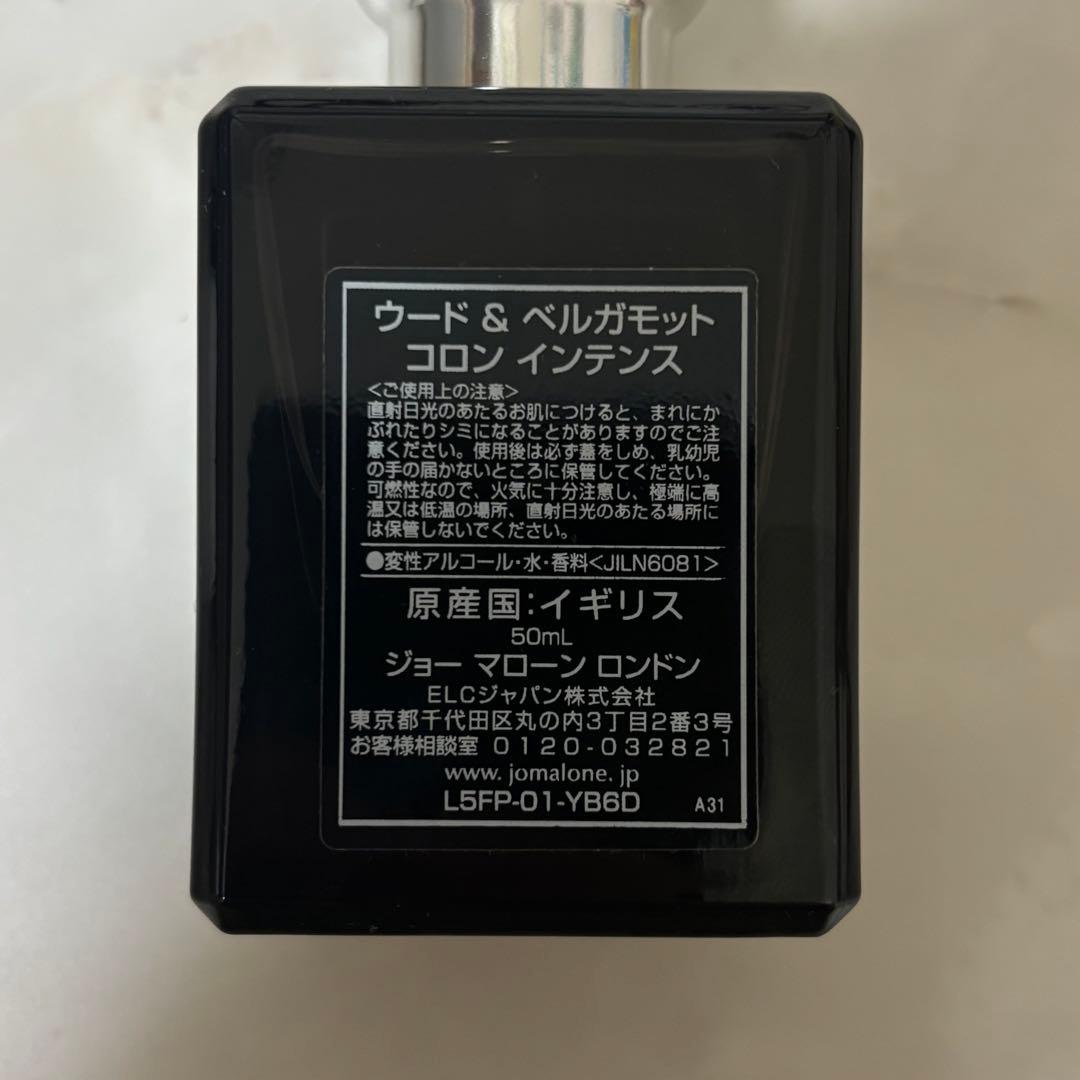 ウード & ベルガモット
コロン インテンス
<ご使用上の注意>
直射日光のあたるお肌につけると、まれにか
ぶれたりシミになることがありますのでご注
意ください。使用後は必ず蓋をしめ、乳幼児
の手の届かないところに保管してください。
可燃性なので、火気に十分注意し、極端に高
温又は低温の場所、直射日光のあたる場所に
は保管しないでください。
●変性アルコール・水・香料<JILN6081>
原産国:イギリス
50mL
ジョー マローン ロンドン
ELCジャパン株式会社
東京都千代田区丸の内3丁目2番3号
お客様相談室 0120-032821
www.jomalone.jp
L5FP-01-YB6D A31